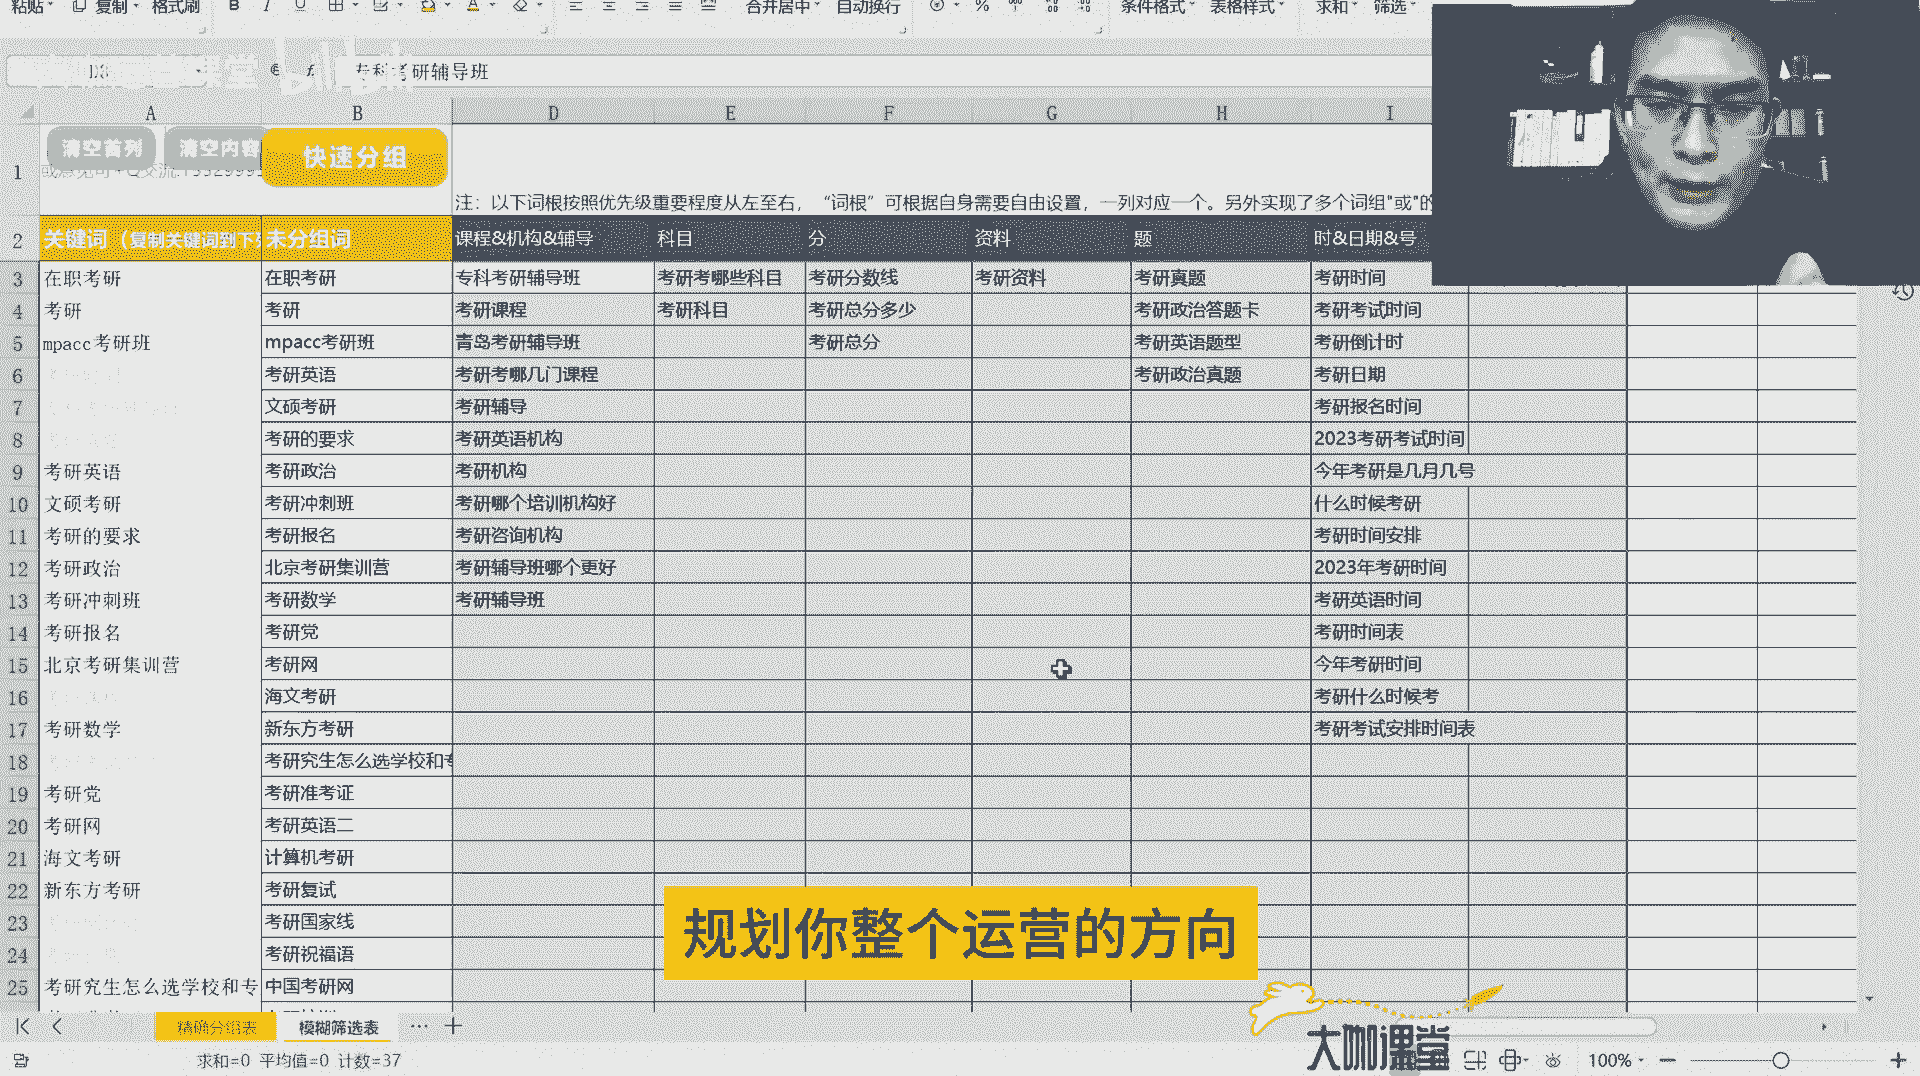 粘贴 复制 格式刷 B I U A 合并居中 自动换行 % 条件格式 表格样式 求和 筛选
专科考研辅导班
A B D E F G H I
清空首列 清空内容 快速分组
1
注：以下词根按照优先级重要程度从左至右，“词根”可根据自身需要自由设置，一列对应一个。另外实现了多个词组"或"的
2 关键词（复制关键词到下 未分组词 课程&机构&辅导 科目 分 资料 题 时&日期&号
3 在职考研 在职考研 专科考研辅导班 考研考哪些科目 考研分数线 考研资料 考研真题 考研时间
4 考研 考研 考研课程 考研科目 考研总分多少 考研政治答题卡 考研考试时间
5 mpacc考研班 mpacc考研班 青岛考研辅导班 考研总分 考研英语题型 考研倒计时
6 考研英语 考研考哪几门课程 考研政治真题 考研日期
7 文硕考研 考研辅导 考研报名时间
8 考研的要求 考研英语机构 2023考研考试时间
9 考研英语 考研政治 考研机构 今年考研是几月几号
10 文硕考研 考研冲刺班 考研哪个培训机构好 什么时候考研
11 考研的要求 考研报名 考研咨询机构 考研时间安排
12 考研政治 北京考研集训营 考研辅导班哪个更好 2023年考研时间
13 考研冲刺班 考研数学 考研辅导班 考研英语时间
14 考研报名 考研党 考研时间表
15 北京考研集训营 考研网 今年考研时间
16 海文考研 考研什么时候考
17 考研数学 新东方考研 考研考试安排时间表
18 考研究生怎么选学校和专
19 考研党 考研准考证
20 考研网 考研英语二
21 海文考研 计算机考研
22 新东方考研 考研复试
23 考研国家线
24 考研祝福语
25 考研究生怎么选学校和专 中国考研网
规划你整个运营的方向
精确分组表 模糊筛选表 ··· +
大咖课堂
求和=0 平均值=0 计数=37 100%